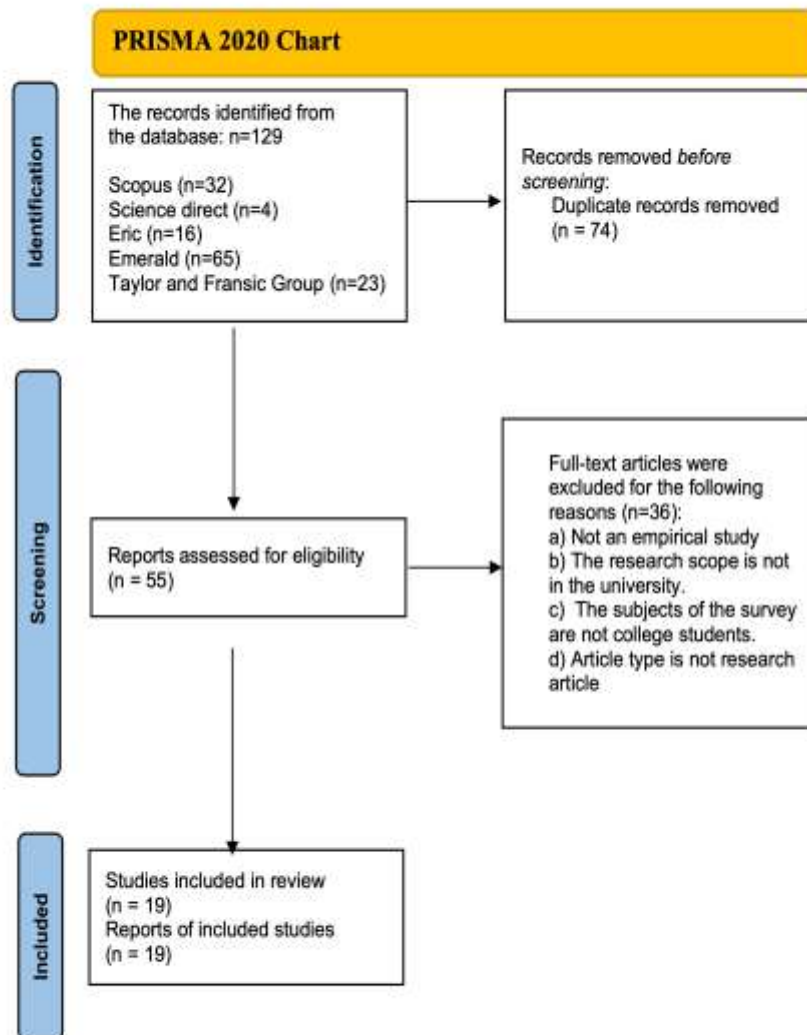 PRISMA 2020 Chart
Identification
The records identified from
the database: n=129
Scopus (n=32)
Science direct (n=4)
Eric (n=16)
Emerald (n=65)
Taylor and Fransic Group (n=23)
Records removed before
screening:
Duplicate records removed
(n = 74)
Screening
Reports assessed for eligibility
(n = 55)
Full-text articles were
excluded for the following
reasons (n=36):
a) Not an empirical study
b) The research scope is not
in the university.
c) The subjects of the survey
are not college students.
d) Article type is not research
article
Included
Studies included in review
(n = 19)
Reports of included studies
(n = 19)